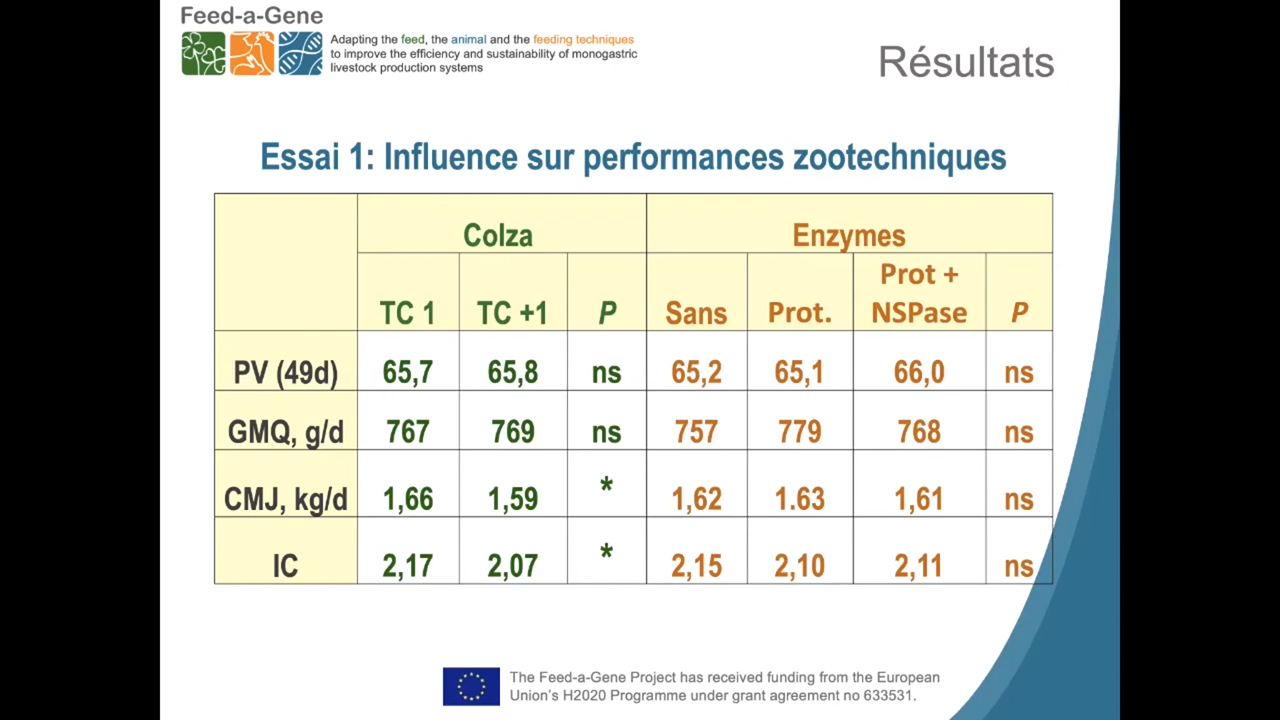 Feed-a-Gene
Adapting the feed, the animal and the feeding techniques
to improve the efficiency and sustainability of monogastric
livestock production systems
Résultats
Essai 1: Influence sur performances zootechniques
Colza Enzymes
TC 1 TC +1 P Sans Prot. Prot + NSPase P
PV (49d) 65,7 65,8 ns 65,2 65,1 66,0 ns
GMQ, g/d 767 769 ns 757 779 768 ns
CMJ, kg/d 1,66 1,59 * 1,62 1.63 1,61 ns
IC 2,17 2,07 * 2,15 2,10 2,11 ns
The Feed-a-Gene Project has received funding from the European
Union's H2020 Programme under grant agreement no 633531.